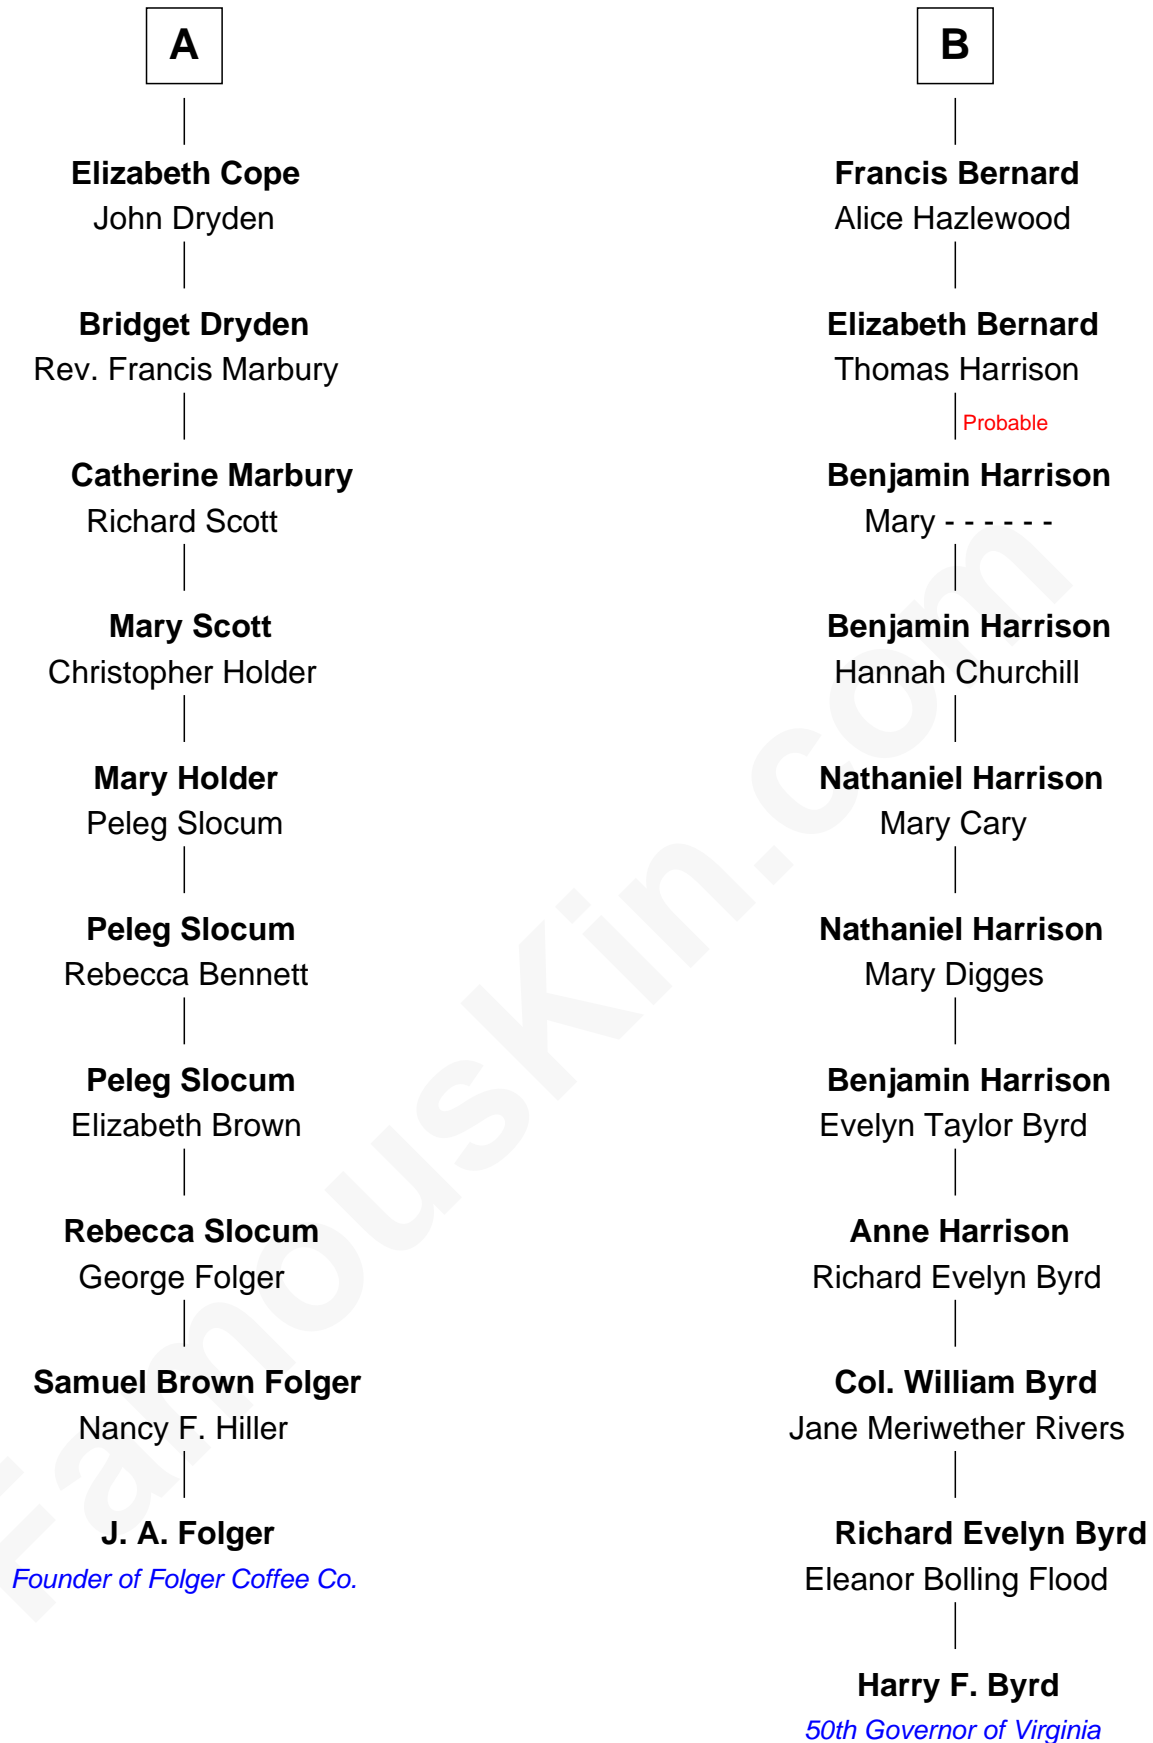 A
Elizabeth Cope
John Dryden
Bridget Dryden
Rev. Francis Marbury
Catherine Marbury
Richard Scott
Mary Scott
Christopher Holder
Mary Holder
Peleg Slocum
Peleg Slocum
Rebecca Bennett
Peleg Slocum
Elizabeth Brown
Rebecca Slocum
George Folger
Samuel Brown Folger
Nancy F. Hiller
J. A. Folger
Founder of Folger Coffee Co.
B
Francis Bernard
Alice Hazlewood
Elizabeth Bernard
Thomas Harrison
Probable
Benjamin Harrison
Mary - - - - - -
Benjamin Harrison
Hannah Churchill
Nathaniel Harrison
Mary Cary
Nathaniel Harrison
Mary Digges
Benjamin Harrison
Evelyn Taylor Byrd
Anne Harrison
Richard Evelyn Byrd
Col. William Byrd
Jane Meriwether Rivers
Richard Evelyn Byrd
Eleanor Bolling Flood
Harry F. Byrd
50th Governor of Virginia
FamousKin.com